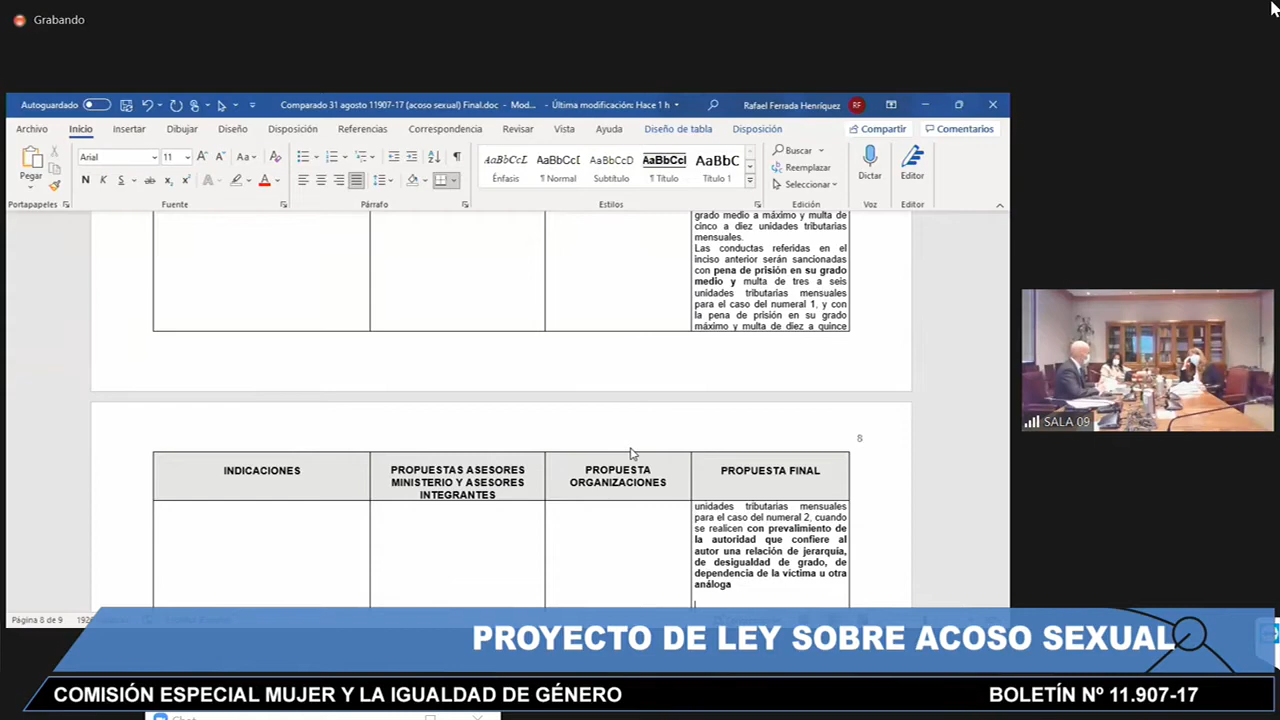 Grabando
Autoguardado
Comparado 31 agosto 11907-17 (acoso sexual) Final.doc - Mod... - Última modificación: Hace 1 h
Rafael Ferrada Henríquez
RF
Archivo Inicio Insertar Dibujar Diseño Disposición Referencias Correspondencia Revisar Vista Ayuda Diseño de tabla Disposición
Compartir
Comentarios
Pegar
Arial 11
N K S
AaBbCcL AaBbCcI AaBbCcD AaBbCcI AaBbC
Énfasis ¶ Normal Subtítulo ¶ Título Título 1
Buscar
Reemplazar
Seleccionar
Dictar
Editor
Portapapeles Fuente Párrafo Estilos Edición Voz Editor
grado medio a máximo y multa de
cinco a diez unidades tributarias
mensuales.
Las conductas referidas en el
inciso anterior serán sancionadas
con pena de prisión en su grado
medio y multa de tres a seis
unidades tributarias mensuales
para el caso del numeral 1, y con
la pena de prisión en su grado
máximo y multa de diez a quince
SALA 09
8
INDICACIONES
PROPUESTAS ASESORES
MINISTERIO Y ASESORES
INTEGRANTES
PROPUESTA
ORGANIZACIONES
PROPUESTA FINAL
unidades tributarias mensuales
para el caso del numeral 2, cuando
se realicen con prevalimiento de
la autoridad que confiere al
autor una relación de jerarquía,
de desigualdad de grado, de
dependencia de la víctima u otra
análoga
Página 8 de 9
PROYECTO DE LEY SOBRE ACOSO SEXUAL
COMISIÓN ESPECIAL MUJER Y LA IGUALDAD DE GÉNERO
BOLETÍN Nº 11.907-17